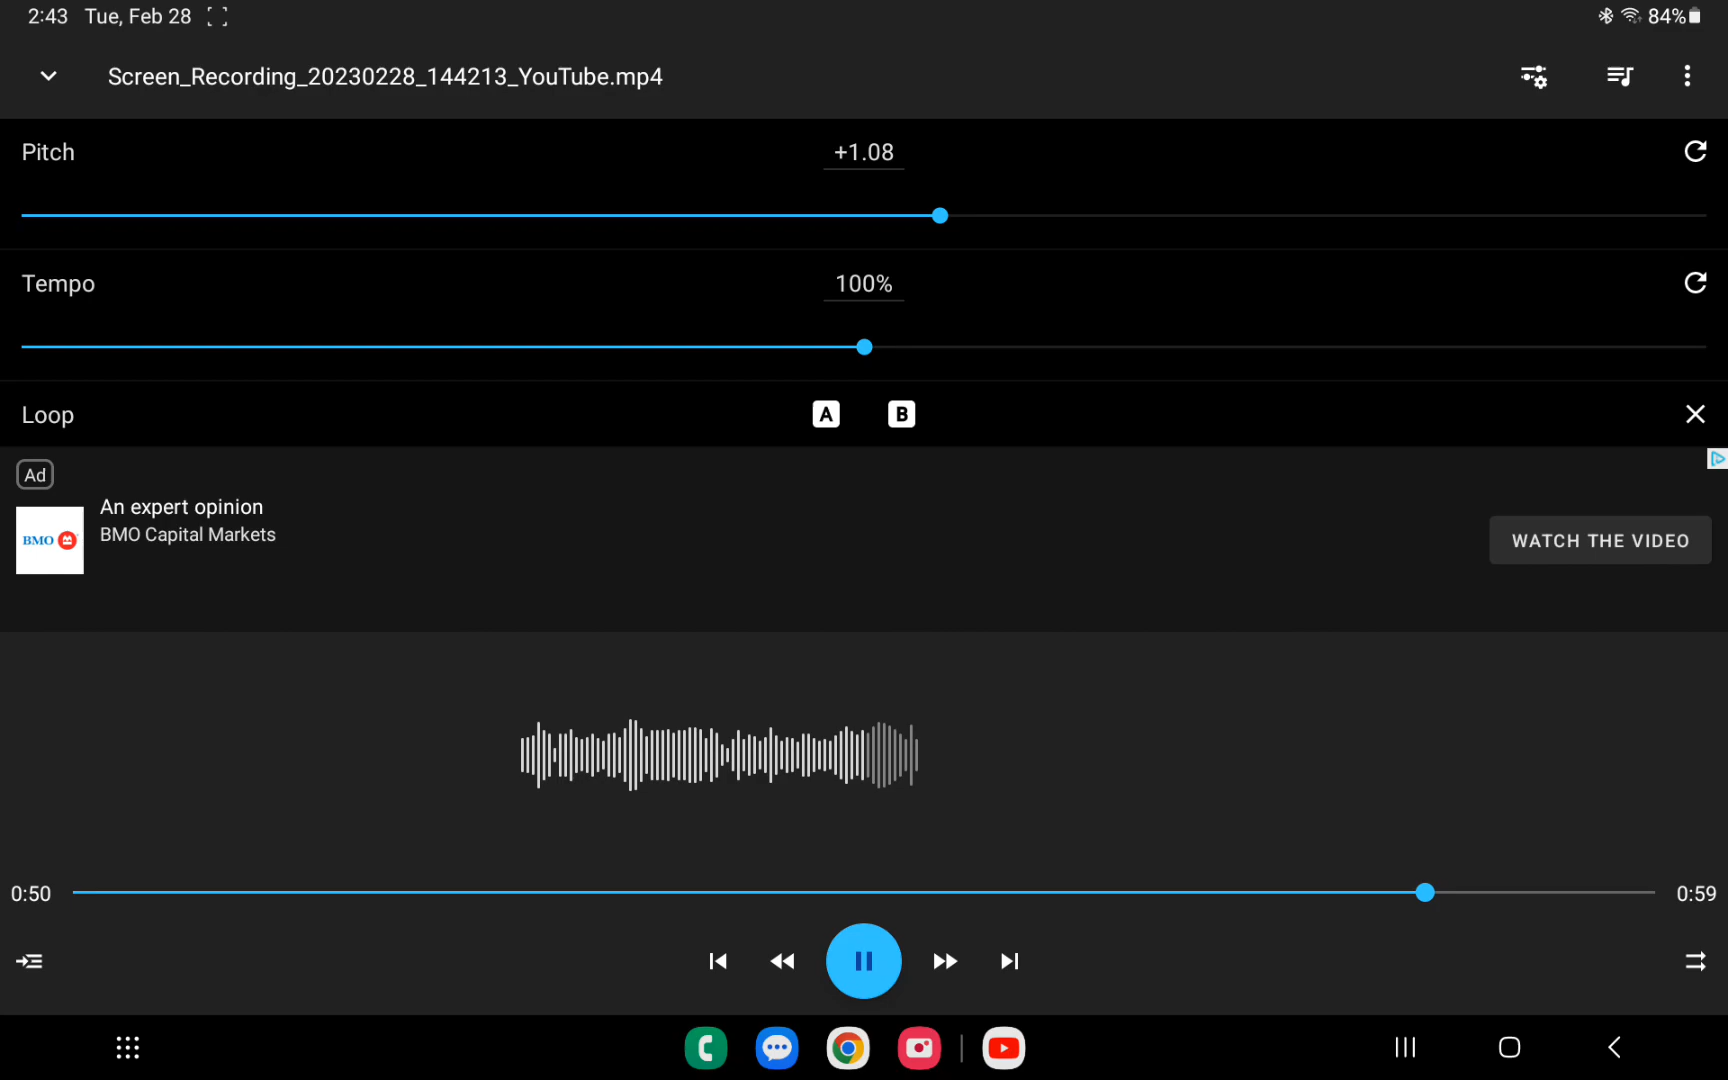 2:43 Tue, Feb 28 84%
Screen_Recording_20230228_144213_YouTube.mp4
Pitch +1.08
Tempo 100%
Loop A B
Ad
An expert opinion
BMO BMO Capital Markets
WATCH THE VIDEO
0:50 0:59